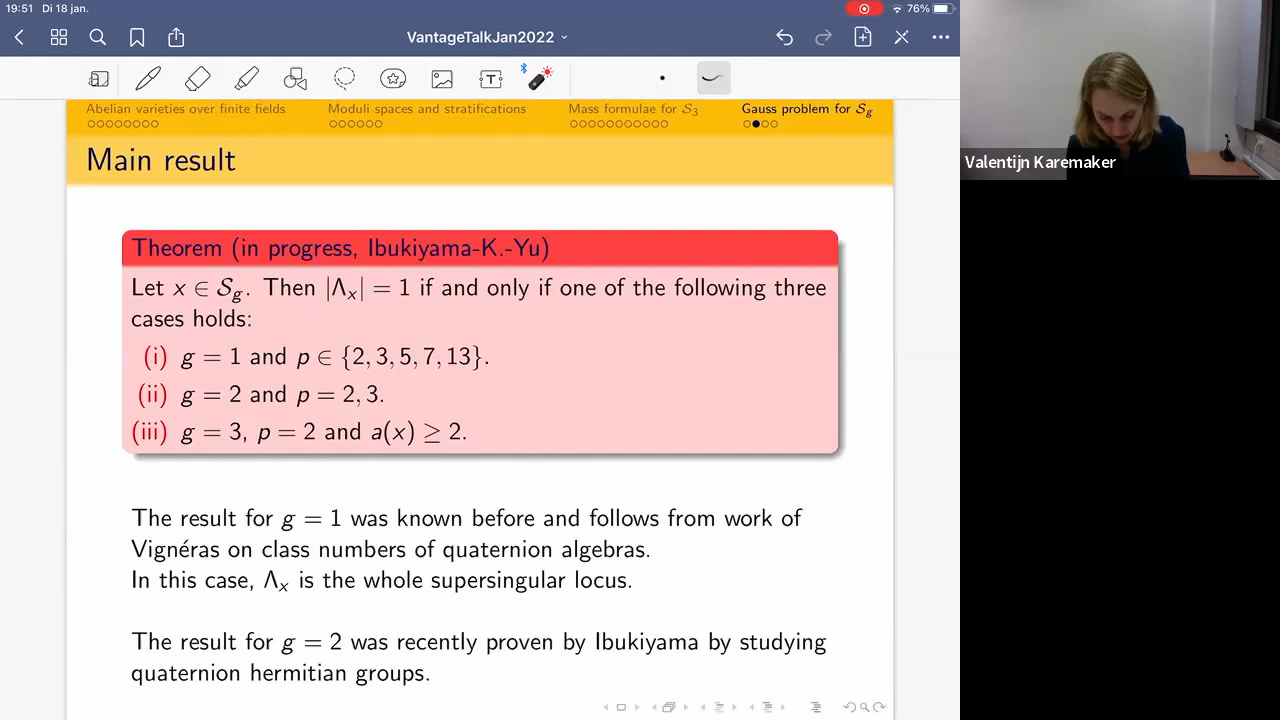 19:51 Di 18 jan.
76%
VantageTalkJan2022
Abelian varieties over finite fields
Moduli spaces and stratifications
Mass formulae for 𝒮₃
Gauss problem for 𝒮g
Main result
Valentijn Karemaker
Theorem (in progress, Ibukiyama-K.-Yu)
Let x ∈ 𝒮g. Then |Λₓ| = 1 if and only if one of the following three
cases holds:
(i) g = 1 and p ∈ {2, 3, 5, 7, 13}.
(ii) g = 2 and p = 2, 3.
(iii) g = 3, p = 2 and a(x) ≥ 2.
The result for g = 1 was known before and follows from work of
Vignéras on class numbers of quaternion algebras.
In this case, Λₓ is the whole supersingular locus.
The result for g = 2 was recently proven by Ibukiyama by studying
quaternion hermitian groups.